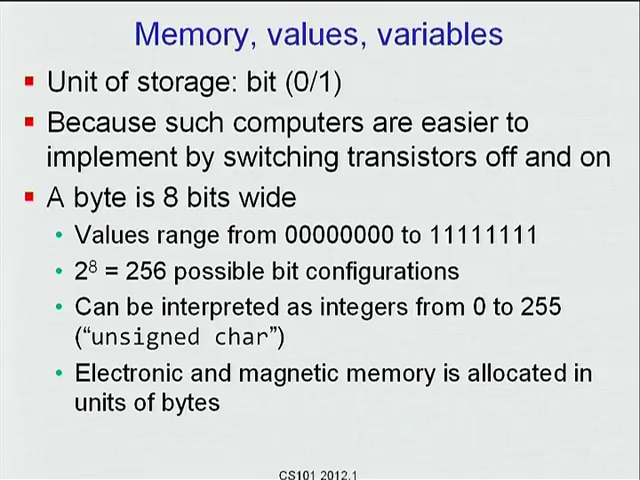 Memory, values, variables
Unit of storage: bit (0/1)
Because such computers are easier to
implement by switching transistors off and on
A byte is 8 bits wide
Values range from 00000000 to 11111111
2⁸ = 256 possible bit configurations
Can be interpreted as integers from 0 to 255
(“unsigned char”)
Electronic and magnetic memory is allocated in
units of bytes
CS101 2012.1